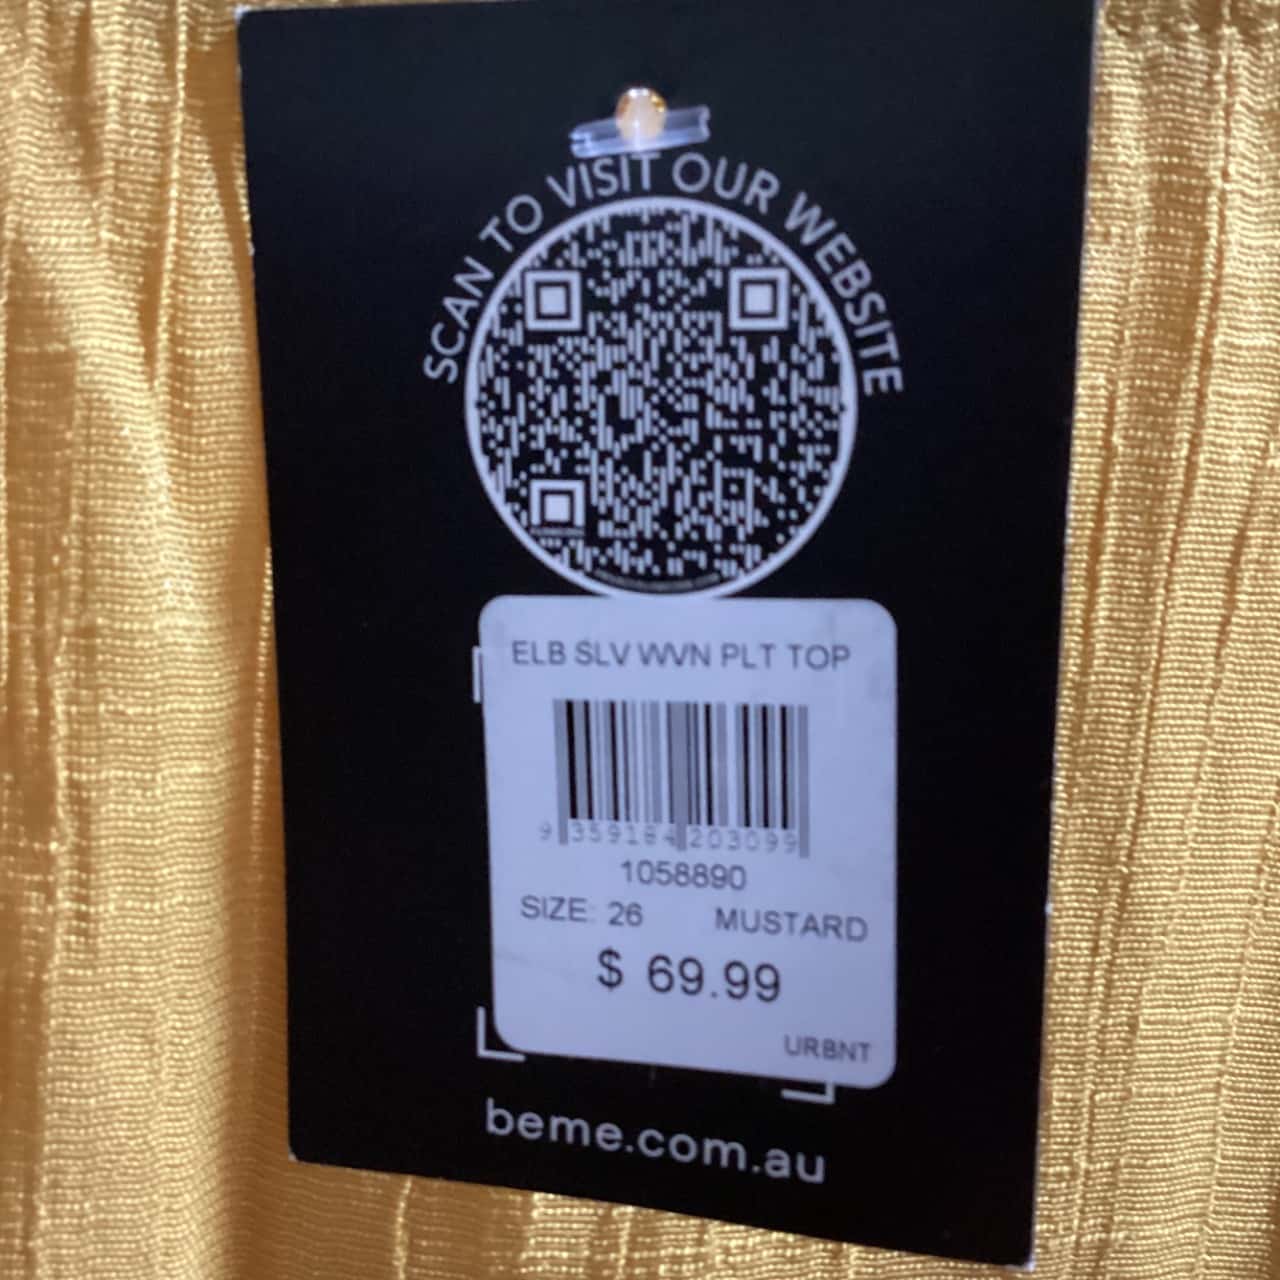 SCAN TO VISIT OUR WEBSITE
ELB SLV WVN PLT TOP
9 359184 203099
1058890
SIZE: 26 MUSTARD
$ 69.99
URBNT
beme.com.au